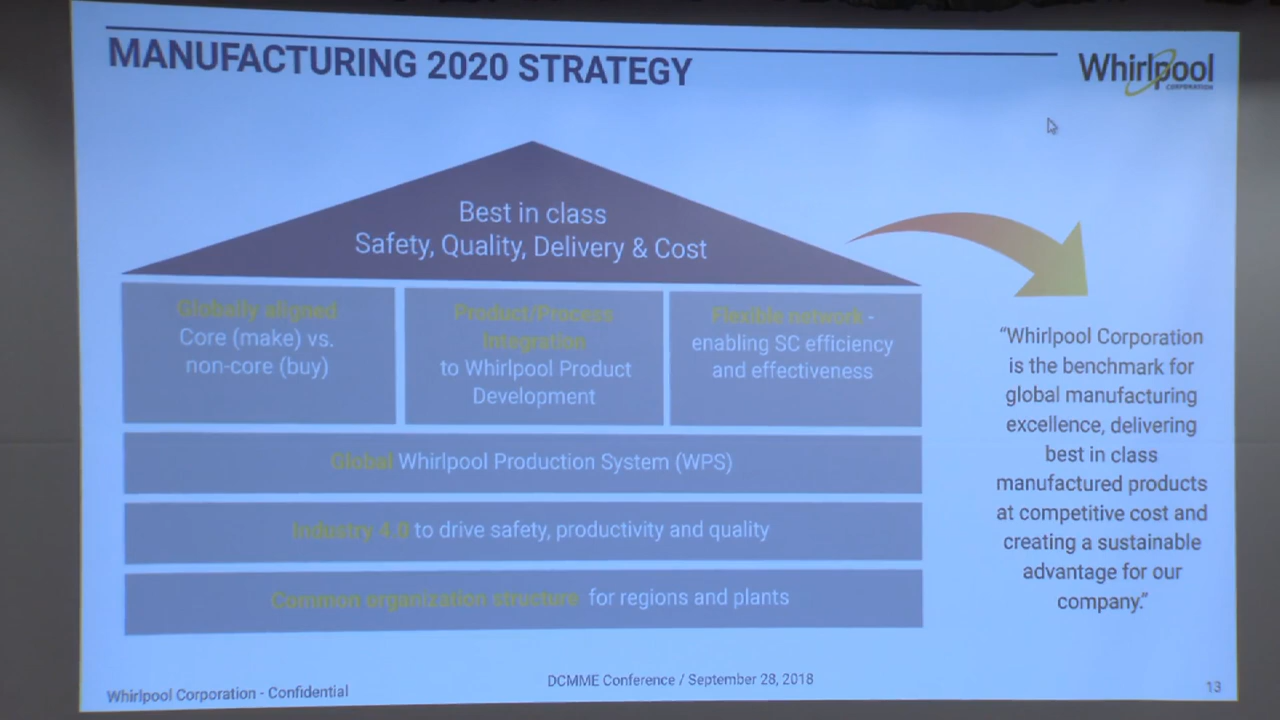 MANUFACTURING 2020 STRATEGY
Whirlpool
CORPORATION
Best in class
Safety, Quality, Delivery & Cost
Globally aligned
Core (make) vs.
non-core (buy)
Product/Process
Integration
to Whirlpool Product
Development
Flexible network -
enabling SC efficiency
and effectiveness
Global Whirlpool Production System (WPS)
Industry 4.0 to drive safety, productivity and quality
Common organization structure for regions and plants
“Whirlpool Corporation
is the benchmark for
global manufacturing
excellence, delivering
best in class
manufactured products
at competitive cost and
creating a sustainable
advantage for our
company.”
Whirlpool Corporation - Confidential
DCMME Conference / September 28, 2018
13